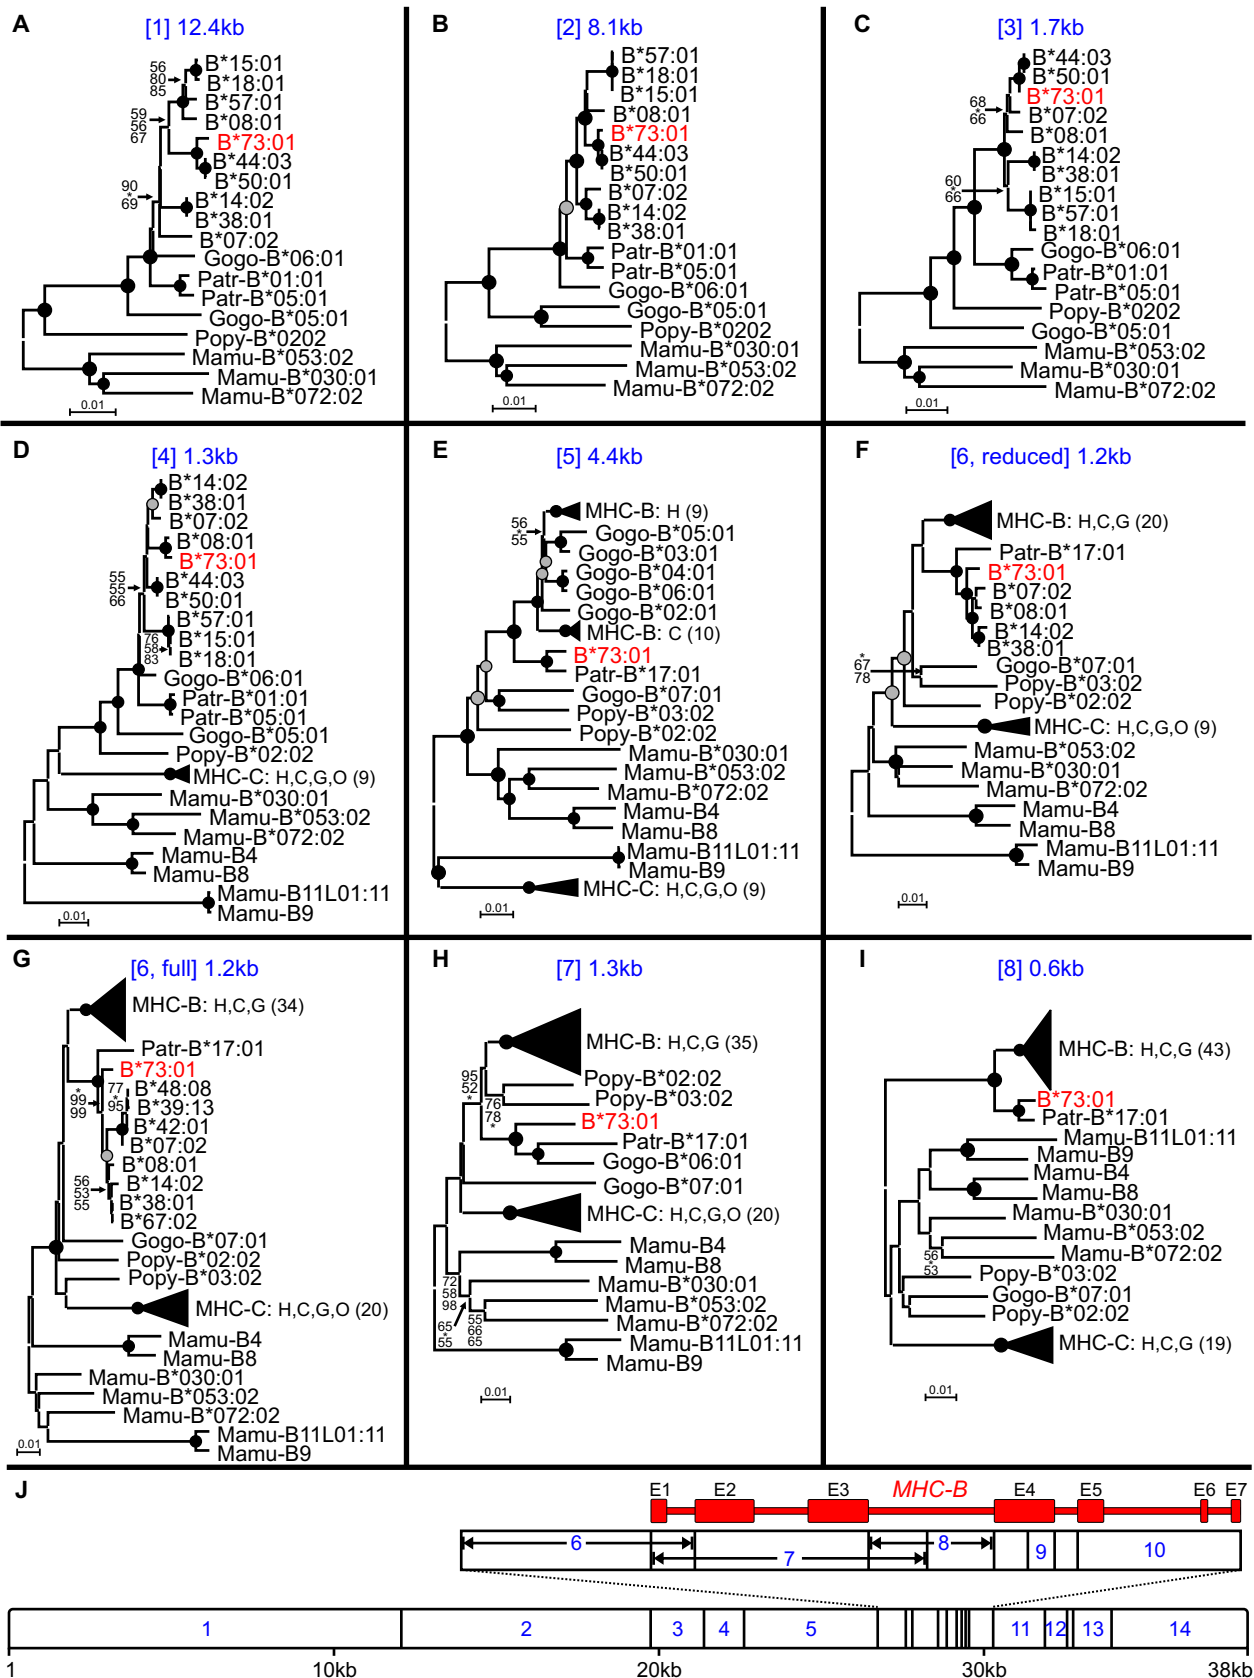 A
[1] 12.4kb
B*15:01
B*18:01
B*57:01
B*08:01
B*73:01
B*44:03
B*50:01
B*14:02
B*38:01
B*07:02
Gogo-B*06:01
Patr-B*01:01
Patr-B*05:01
Gogo-B*05:01
Popy-B*0202
Mamu-B*053:02
Mamu-B*030:01
Mamu-B*072:02
56
80
85
59
56
67
90
*
69
0.01
B
[2] 8.1kb
B*57:01
B*18:01
B*15:01
B*08:01
B*73:01
B*44:03
B*50:01
B*07:02
B*14:02
B*38:01
Patr-B*01:01
Patr-B*05:01
Gogo-B*06:01
Gogo-B*05:01
Popy-B*0202
Mamu-B*030:01
Mamu-B*053:02
Mamu-B*072:02
0.01
C
[3] 1.7kb
B*44:03
B*50:01
B*73:01
B*07:02
B*08:01
B*14:02
B*38:01
B*15:01
B*57:01
B*18:01
Gogo-B*06:01
Patr-B*01:01
Patr-B*05:01
Popy-B*0202
Gogo-B*05:01
Mamu-B*053:02
Mamu-B*030:01
Mamu-B*072:02
68
*
66
60
*
66
0.01
D
[4] 1.3kb
B*14:02
B*38:01
B*07:02
B*08:01
B*73:01
B*44:03
B*50:01
B*57:01
B*15:01
B*18:01
Gogo-B*06:01
Patr-B*01:01
Patr-B*05:01
Gogo-B*05:01
Popy-B*02:02
MHC-C: H,C,G,O (9)
Mamu-B*030:01
Mamu-B*053:02
Mamu-B*072:02
Mamu-B4
Mamu-B8
Mamu-B11L01:11
Mamu-B9
55
55
66
76
58
83
0.01
E
[5] 4.4kb
MHC-B: H (9)
Gogo-B*05:01
Gogo-B*03:01
Gogo-B*04:01
Gogo-B*06:01
Gogo-B*02:01
MHC-B: C (10)
B*73:01
Patr-B*17:01
Gogo-B*07:01
Popy-B*03:02
Popy-B*02:02
Mamu-B*030:01
Mamu-B*053:02
Mamu-B*072:02
Mamu-B4
Mamu-B8
Mamu-B11L01:11
Mamu-B9
MHC-C: H,C,G,O (9)
56
*
55
0.01
F
[6, reduced] 1.2kb
MHC-B: H,C,G (20)
Patr-B*17:01
B*73:01
B*07:02
B*08:01
B*14:02
B*38:01
Gogo-B*07:01
Popy-B*03:02
Popy-B*02:02
MHC-C: H,C,G,O (9)
Mamu-B*053:02
Mamu-B*030:01
Mamu-B*072:02
Mamu-B4
Mamu-B8
Mamu-B11L01:11
Mamu-B9
*
67
78
0.01
G
[6, full] 1.2kb
MHC-B: H,C,G (34)
Patr-B*17:01
B*73:01
B*48:08
B*39:13
B*42:01
B*07:02
B*08:01
B*14:02
B*38:01
B*67:02
Gogo-B*07:01
Popy-B*02:02
Popy-B*03:02
MHC-C: H,C,G,O (20)
Mamu-B4
Mamu-B8
Mamu-B*030:01
Mamu-B*053:02
Mamu-B*072:02
Mamu-B11L01:11
Mamu-B9
*
99
99
77
*
95
56
53
55
0.01
H
[7] 1.3kb
MHC-B: H,C,G (35)
Popy-B*02:02
Popy-B*03:02
B*73:01
Patr-B*17:01
Gogo-B*06:01
Gogo-B*07:01
MHC-C: H,C,G,O (20)
Mamu-B4
Mamu-B8
Mamu-B*030:01
Mamu-B*053:02
Mamu-B*072:02
Mamu-B11L01:11
Mamu-B9
95
52
*
76
78
*
72
58
98
65
*
55
55
66
65
0.01
I
[8] 0.6kb
MHC-B: H,C,G (43)
B*73:01
Patr-B*17:01
Mamu-B11L01:11
Mamu-B9
Mamu-B4
Mamu-B8
Mamu-B*030:01
Mamu-B*053:02
Mamu-B*072:02
Popy-B*03:02
Gogo-B*07:01
Popy-B*02:02
MHC-C: H,C,G (19)
56
*
53
0.01
J
E1 E2 E3 MHC-B E4 E5 E6 E7
6 7 8 9 10
1 2 3 4 5 11 12 13 14
1 10kb 20kb 30kb 38kb